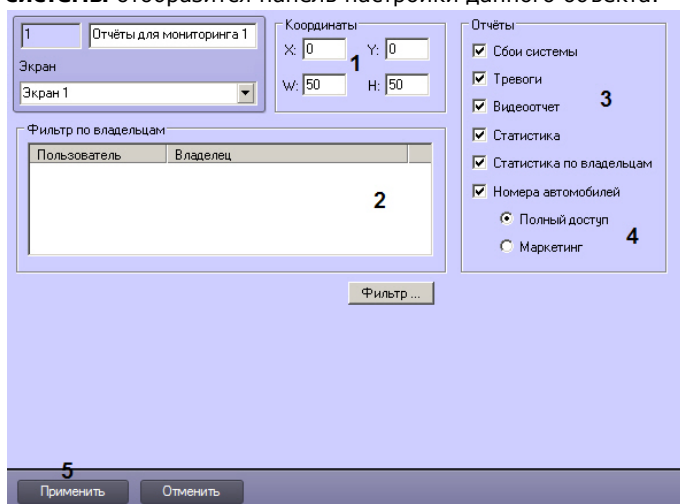 системы отобразится панель настройки данного объекта.
1
Отчёты для мониторинга 1
Экран
Экран 1
Координаты
X: 0
Y: 0
1
W: 50
H: 50
Фильтр по владельцам
Пользователь
Владелец
2
Фильтр ...
Отчёты
Сбои системы
Тревоги
Видеоотчет
3
Статистика
Статистика по владельцам
Номера автомобилей
Полный доступ
4
Маркетинг
5
Применить
Отменить